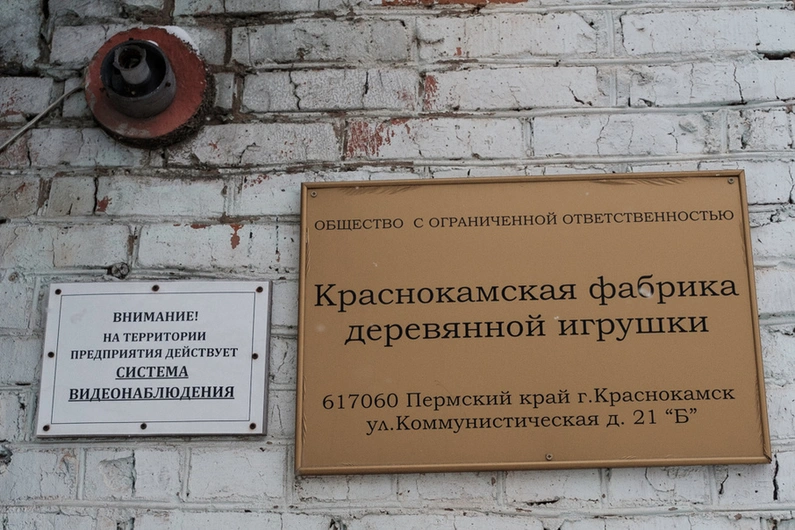 ВНИМАНИЕ!
НА ТЕРРИТОРИИ
ПРЕДПРИЯТИЯ ДЕЙСТВУЕТ
СИСТЕМА
ВИДЕОНАБЛЮДЕНИЯ
ОБЩЕСТВО С ОГРАНИЧЕННОЙ ОТВЕТСТВЕННОСТЬЮ
Краснокамская фабрика
деревянной игрушки
617060 Пермский край г.Краснокамск
ул.Коммунистическая д. 21 “Б”